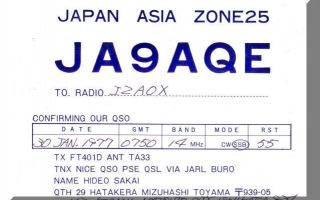 JAPAN ASIA ZONE25
JA9AQE
TO. RADIO JZAOX
CONFIRMING OUR QSO
DATE GMT BAND MODE RST
30 JAN. 1977 0750 14 MHz CW SSB 55
TX FT401D ANT TA33
TNX NICE QSO PSE QSL VIA JARL BURO
NAME HIDEO SAKAI
QTH 29 HATAKERA MIZUHASHI TOYAMA 〒939-05